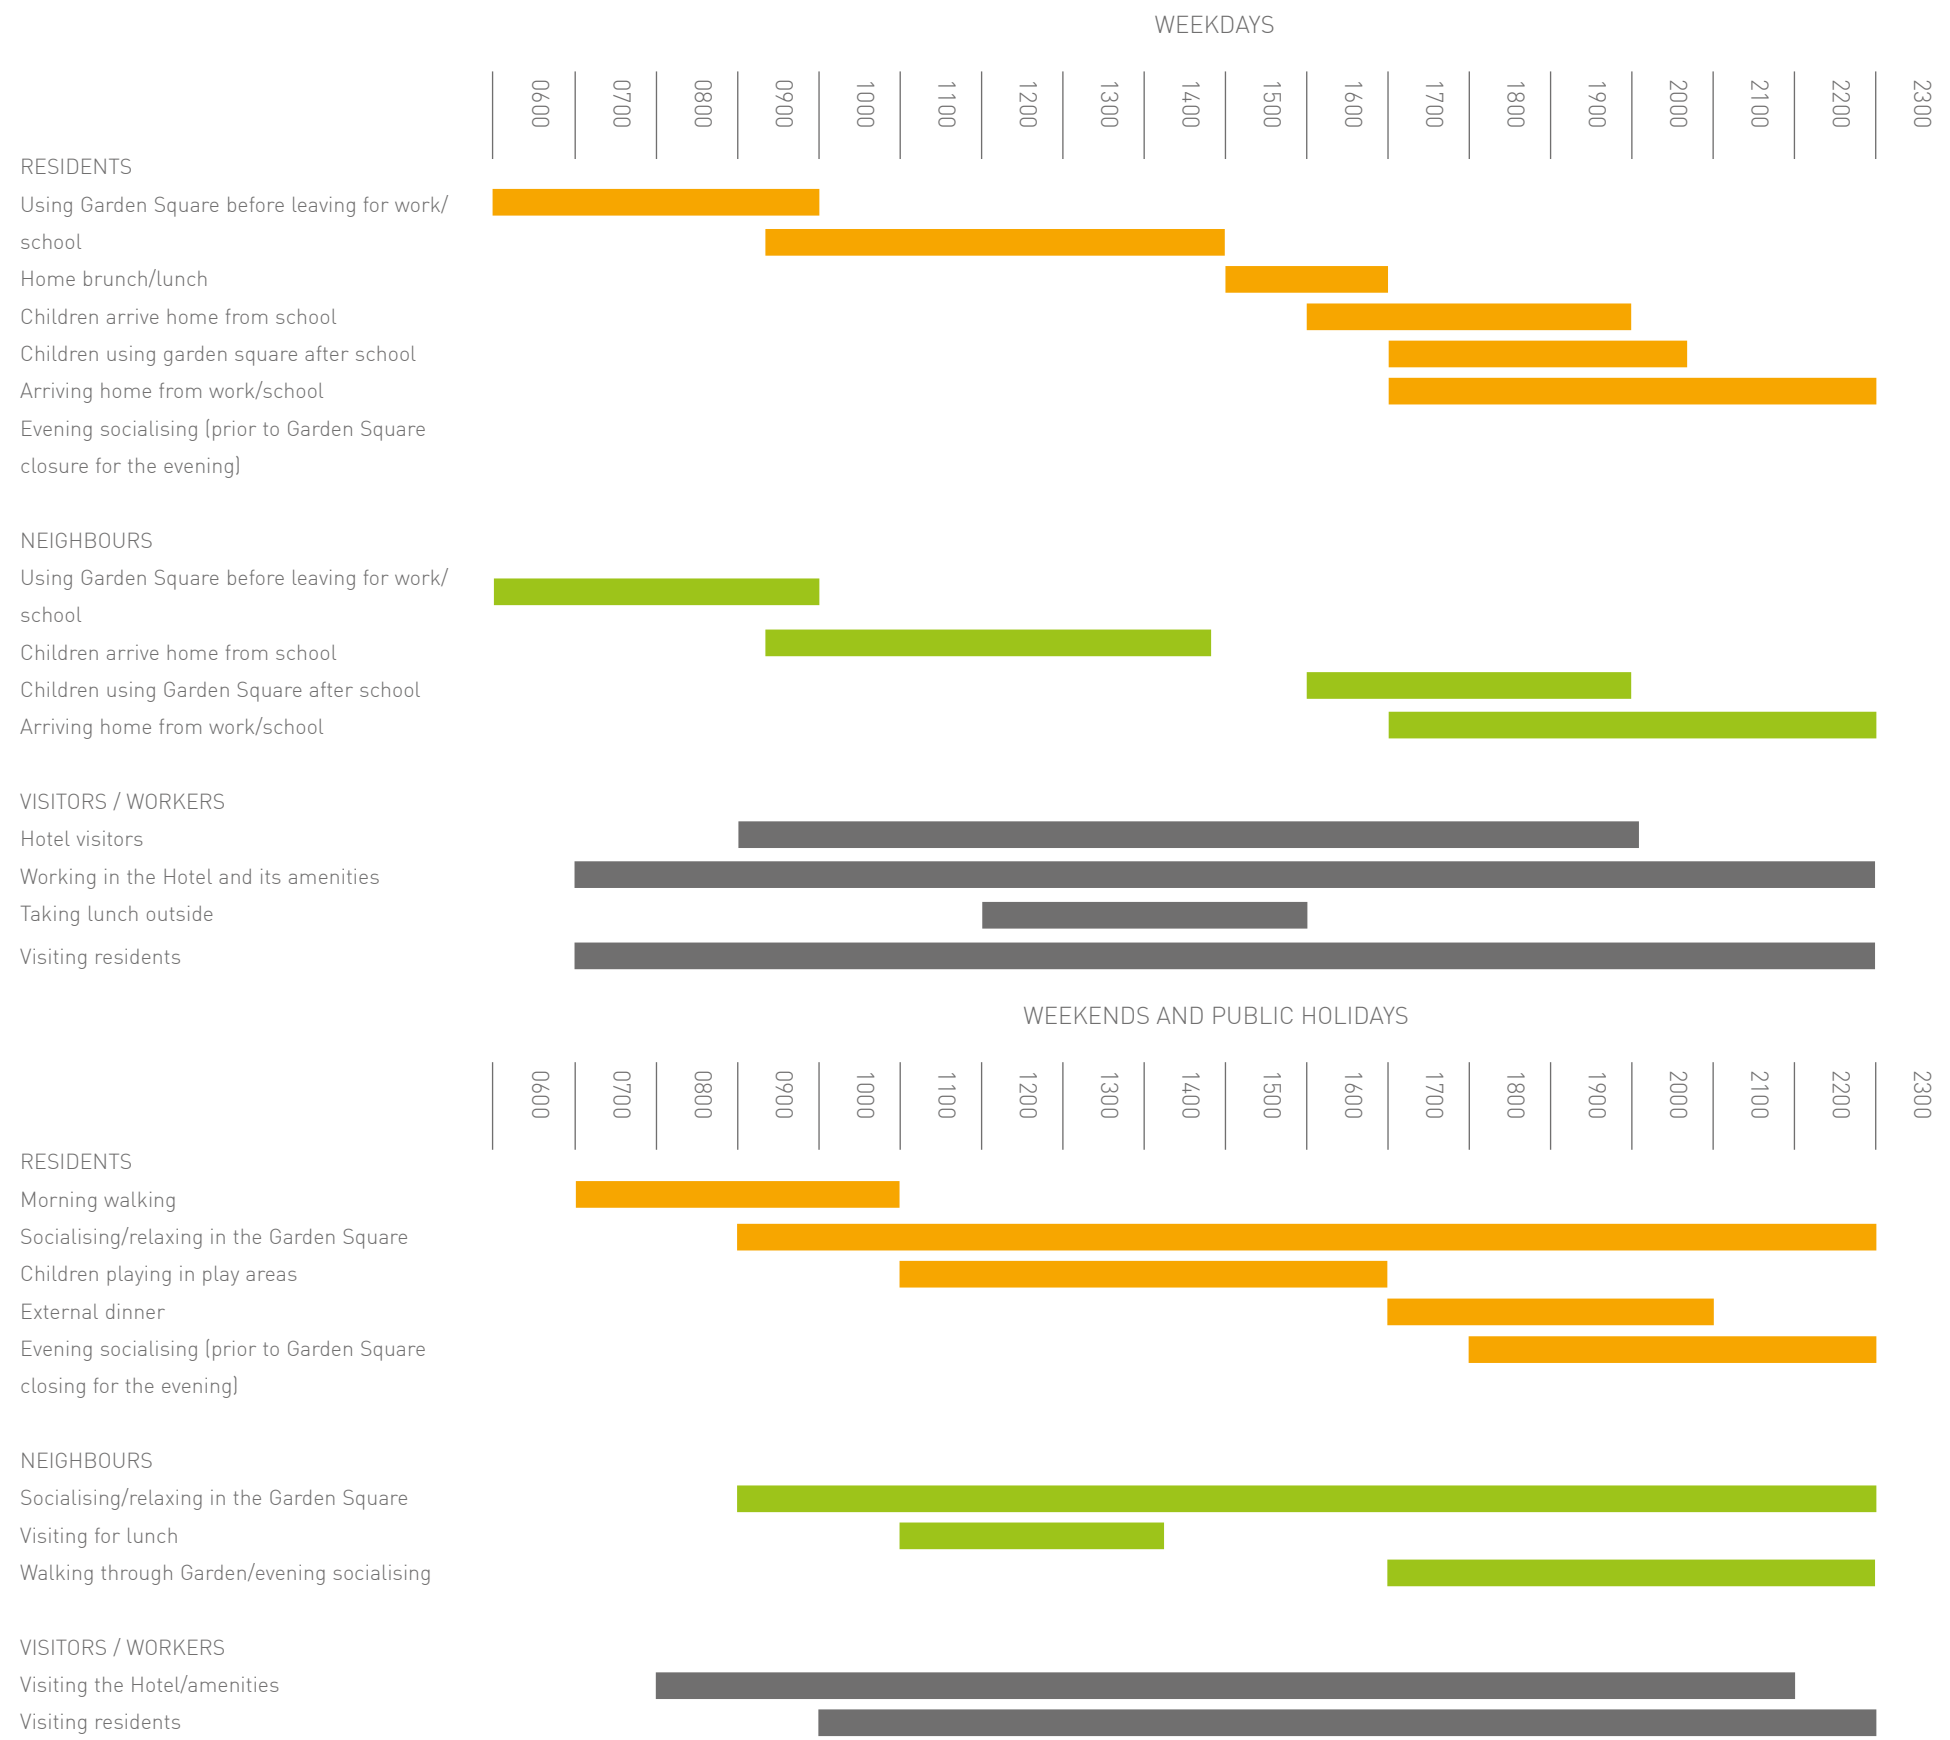 WEEKDAYS
0600 0700 0800 0900 1000 1100 1200 1300 1400 1500 1600 1700 1800 1900 2000 2100 2200 2300
RESIDENTS
Using Garden Square before leaving for work/
school
Home brunch/lunch
Children arrive home from school
Children using garden square after school
Arriving home from work/school
Evening socialising (prior to Garden Square
closure for the evening)
NEIGHBOURS
Using Garden Square before leaving for work/
school
Children arrive home from school
Children using Garden Square after school
Arriving home from work/school
VISITORS / WORKERS
Hotel visitors
Working in the Hotel and its amenities
Taking lunch outside
Visiting residents
WEEKENDS AND PUBLIC HOLIDAYS
0600 0700 0800 0900 1000 1100 1200 1300 1400 1500 1600 1700 1800 1900 2000 2100 2200 2300
RESIDENTS
Morning walking
Socialising/relaxing in the Garden Square
Children playing in play areas
External dinner
Evening socialising (prior to Garden Square
closing for the evening)
NEIGHBOURS
Socialising/relaxing in the Garden Square
Visiting for lunch
Walking through Garden/evening socialising
VISITORS / WORKERS
Visiting the Hotel/amenities
Visiting residents